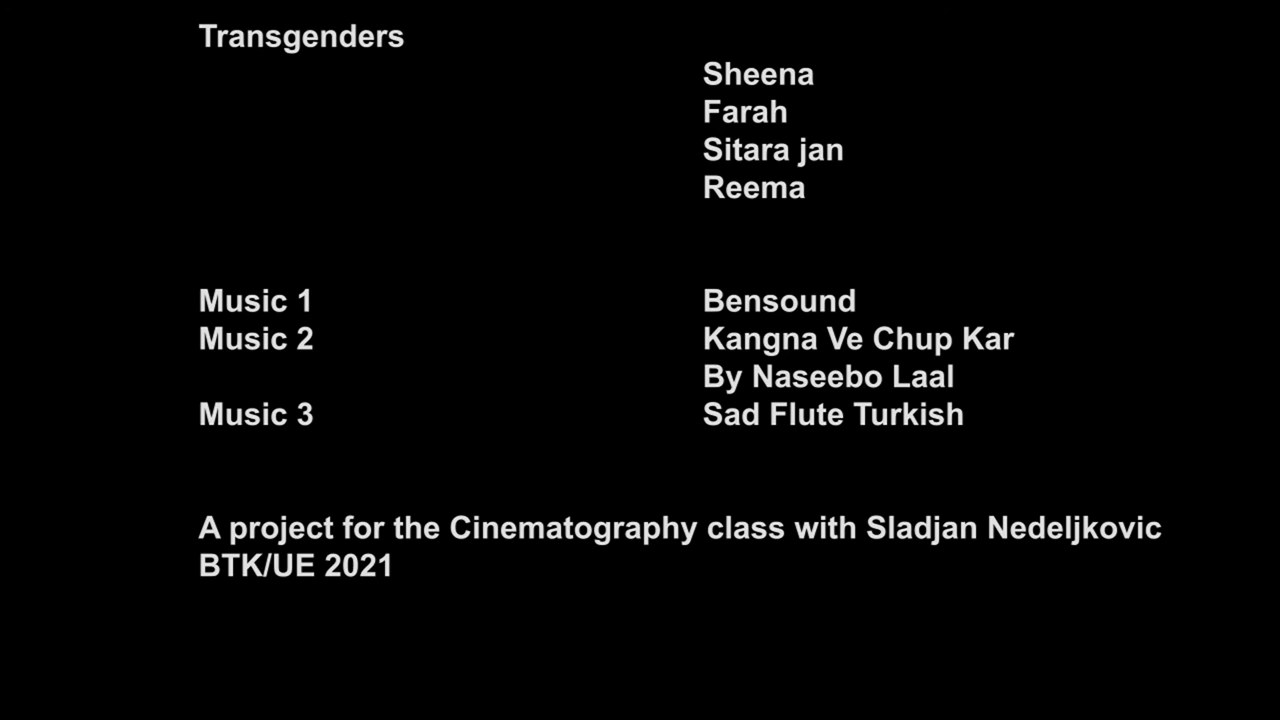 Transgenders
Sheena
Farah
Sitara jan
Reema
Music 1 Bensound
Music 2 Kangna Ve Chup Kar
By Naseebo Laal
Music 3 Sad Flute Turkish
A project for the Cinematography class with Sladjan Nedeljkovic
BTK/UE 2021